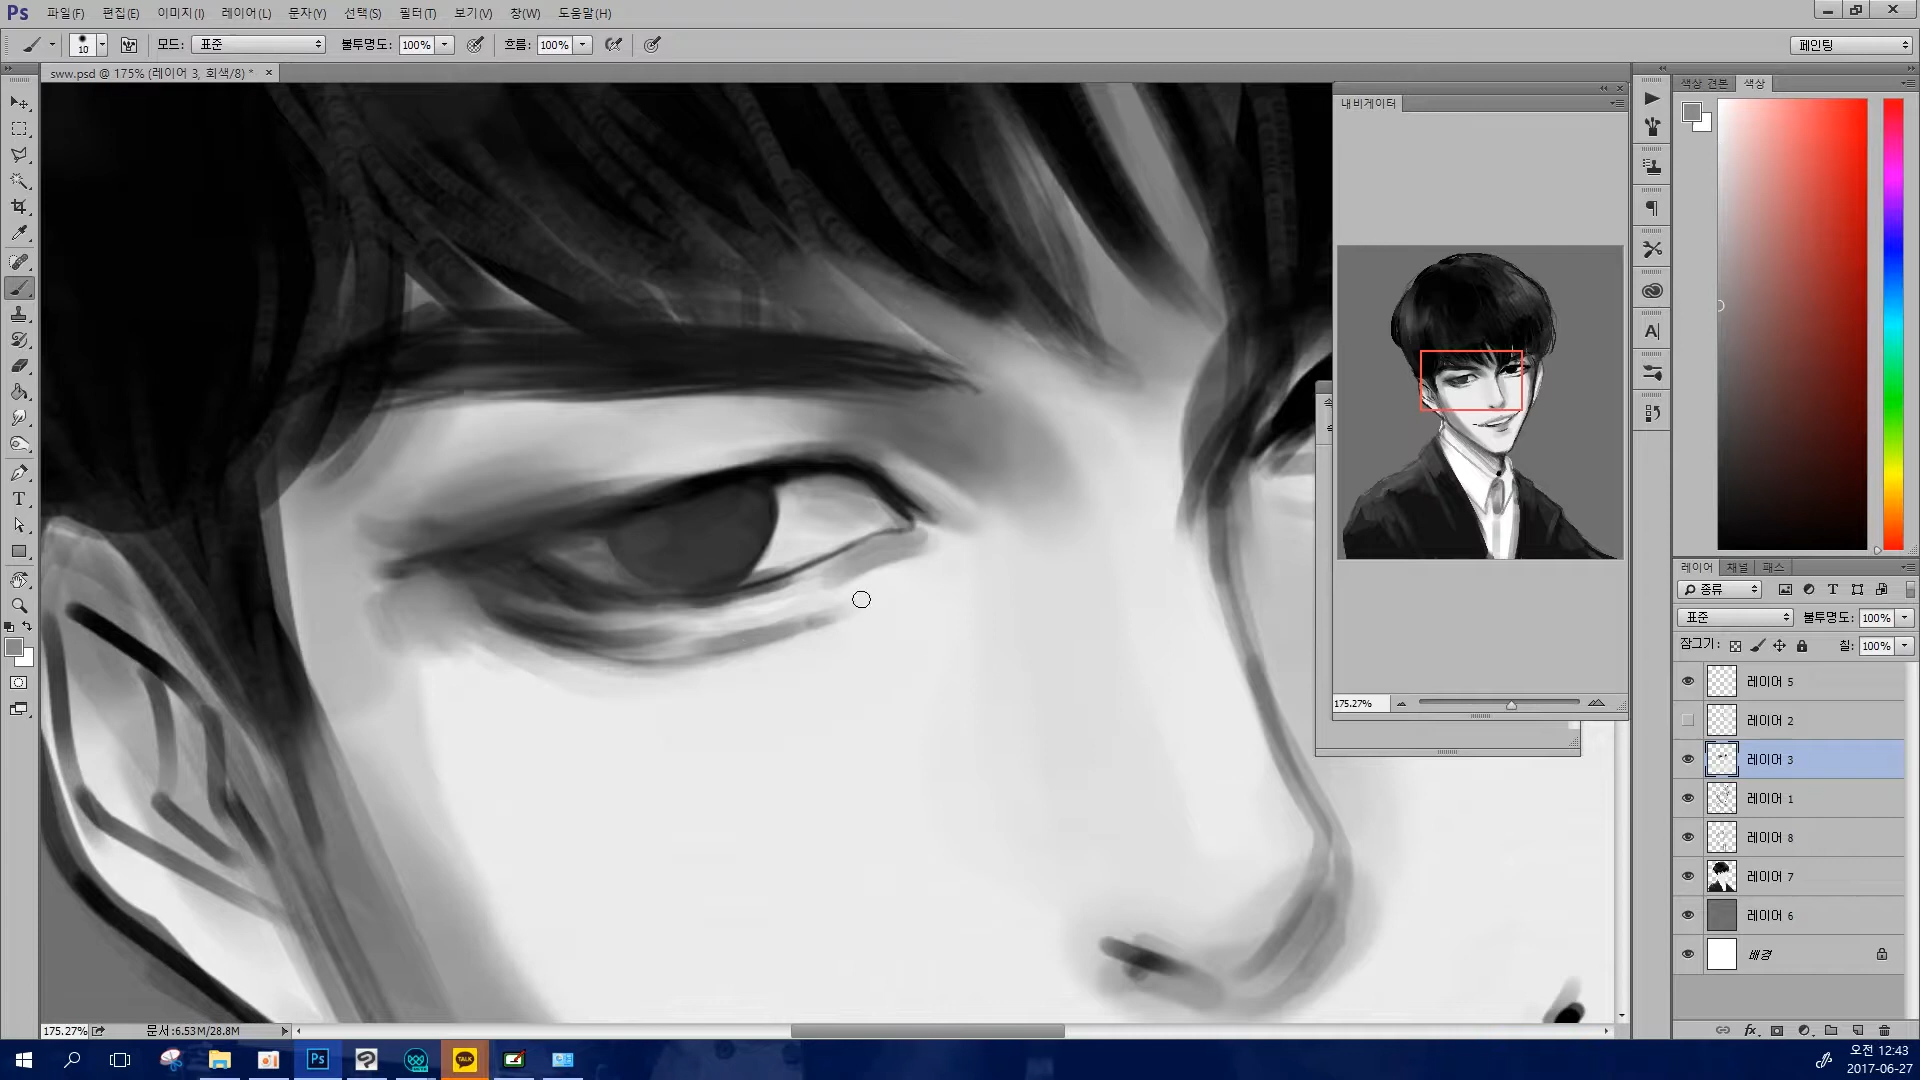 Ps 파일(F) 편집(E) 이미지(I) 레이어(L) 문자(Y) 선택(S) 필터(T) 보기(V) 창(W) 도움말(H)
10 모드: 표준 불투명도: 100% 흐름: 100% 페인팅
sww.psd @ 175% (레이어 3, 회색/8) *
내비게이터
175.27%
색상 견본 색상
레이어 채널 패스
종류
표준 불투명도: 100%
잠그기: 칠: 100%
레이어 5
레이어 2
레이어 3
레이어 1
레이어 8
레이어 7
레이어 6
배경
fx
175.27% 문서:6.53M/28.8M
Ps TALK
오전 12:43
2017-06-27